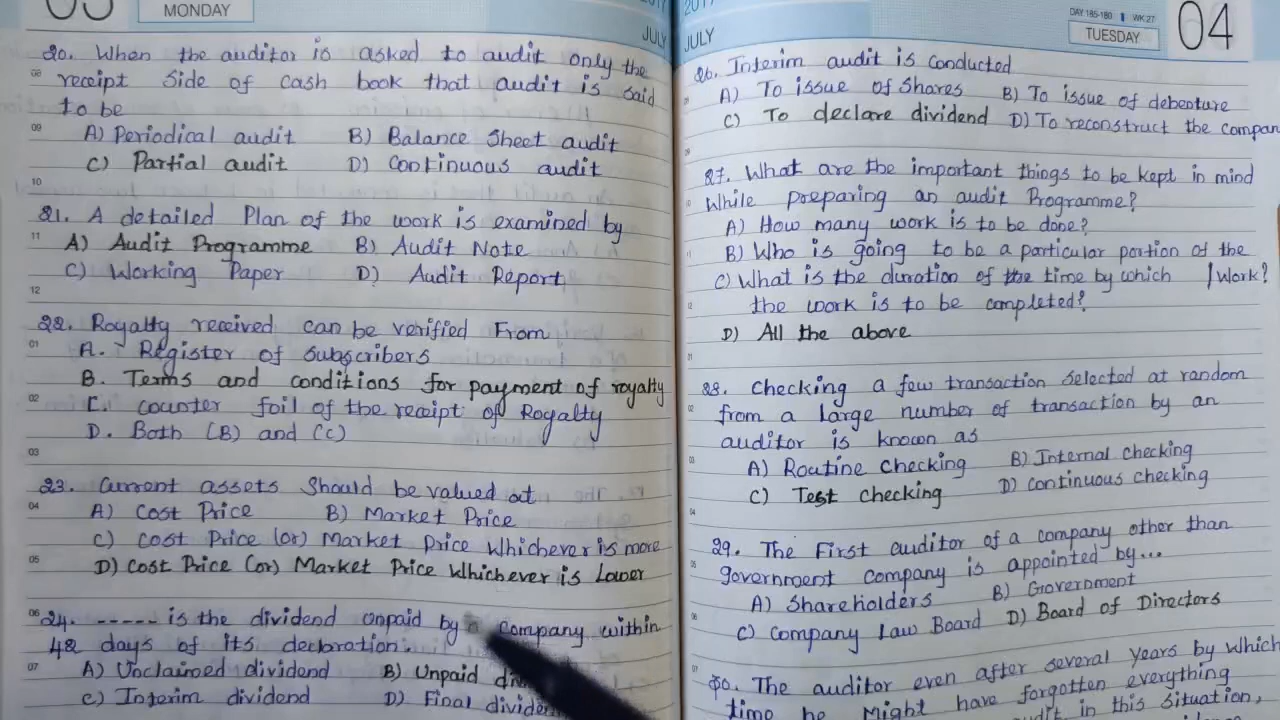 MONDAY
JULY
20. When the auditor is asked to audit only the
receipt side of cash book that audit is said
to be
A) Periodical audit B) Balance Sheet audit
C) Partial audit D) Continuous audit
21. A detailed Plan of the work is examined by
A) Audit Programme B) Audit Note
C) Working Paper D) Audit Report
22. Royalty received can be verified From
A. Register of subscribers
B. Terms and conditions for payment of royalty
C. counter foil of the receipt of Royalty
D. Both (B) and (C)
23. Current assets should be valued at
A) Cost Price B) Market Price
C) Cost Price (or) Market Price Whichever is more
D) Cost Price (or) Market Price Whichever is Lower
24. ----- is the dividend unpaid by a company within
42 days of its declaration.
A) Unclaimed dividend B) Unpaid
C) Interim dividend D) Final
JULY
DAY 185-180 WK 27
TUESDAY
04
26. Interim audit is conducted
A) To issue of Shares B) To issue of debenture
C) To declare dividend D) To reconstruct the compan
27. What are the important things to be kept in mind
While preparing an audit Programme?
A) How many work is to be done?
B) Who is going to be a particular portion of the
C) What is the duration of the time by which / Work?
the work is to be completed?
D) All the above
28. Checking a few transaction selected at random
from a large number of transaction by an
auditor is known as
A) Routine checking B) Internal checking
C) Test checking D) Continuous checking
29. The First auditor of a company other than
government company is appointed by...
A) Shareholders B) Government
C) Company Law Board D) Board of Directors
30. The auditor even after several years by which
time he Might have forgotten everything
in this situation,